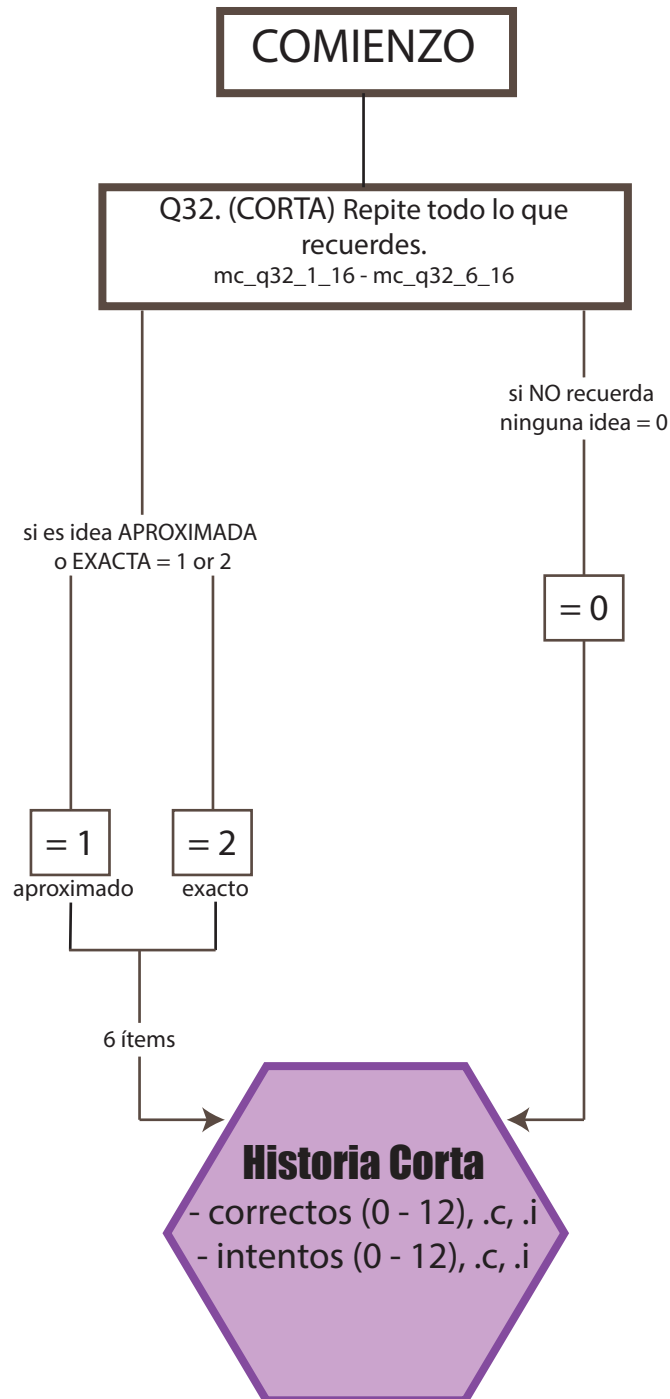 COMIENZO
Q32. (CORTA) Repite todo lo que
recuerdes.
mc_q32_1_16 - mc_q32_6_16
si NO recuerda
ninguna idea = 0
si es idea APROXIMADA
o EXACTA = 1 or 2
= 0
= 1
aproximado
= 2
exacto
6 ítems
Historia Corta
- correctos (0 - 12), .c, .i
- intentos (0 - 12), .c, .i